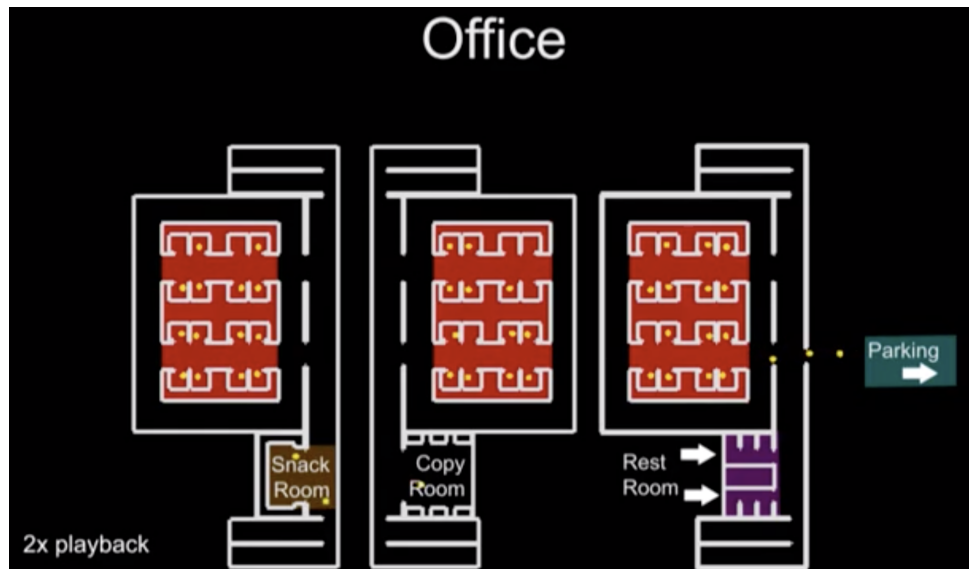 Office
Parking
Snack
Room
Copy
Room
Rest
Room
2x playback